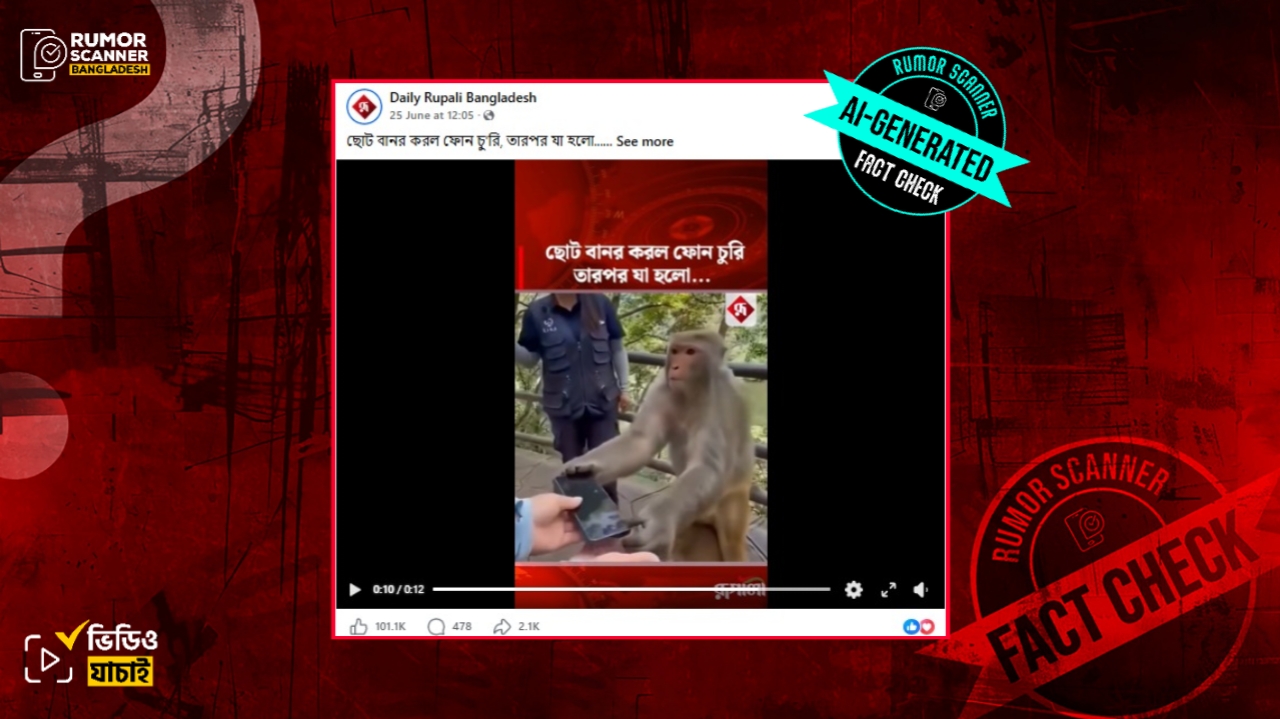 RUMOR
SCANNER
BANGLADESH
Daily Rupali Bangladesh
25 June at 12:05 ·
ছোট বানর করল ফোন চু'রি, তারপর যা হলো...... See more
RUMOR SCANNER
AI-GENERATED
FACT CHECK
ছোট বানর করল ফোন চুরি
তারপর যা হলো...
0:10 / 0:12
101.1K 478 2.1K
ভিডিও
যাচাই
RUMOR SCANNER
FACT CHECK